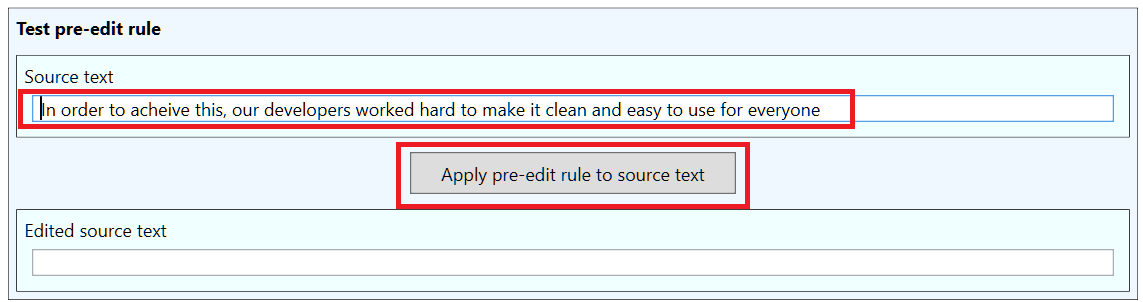 Test pre-edit rule
Source text
In order to acheive this, our developers worked hard to make it clean and easy to use for everyone
Apply pre-edit rule to source text
Edited source text